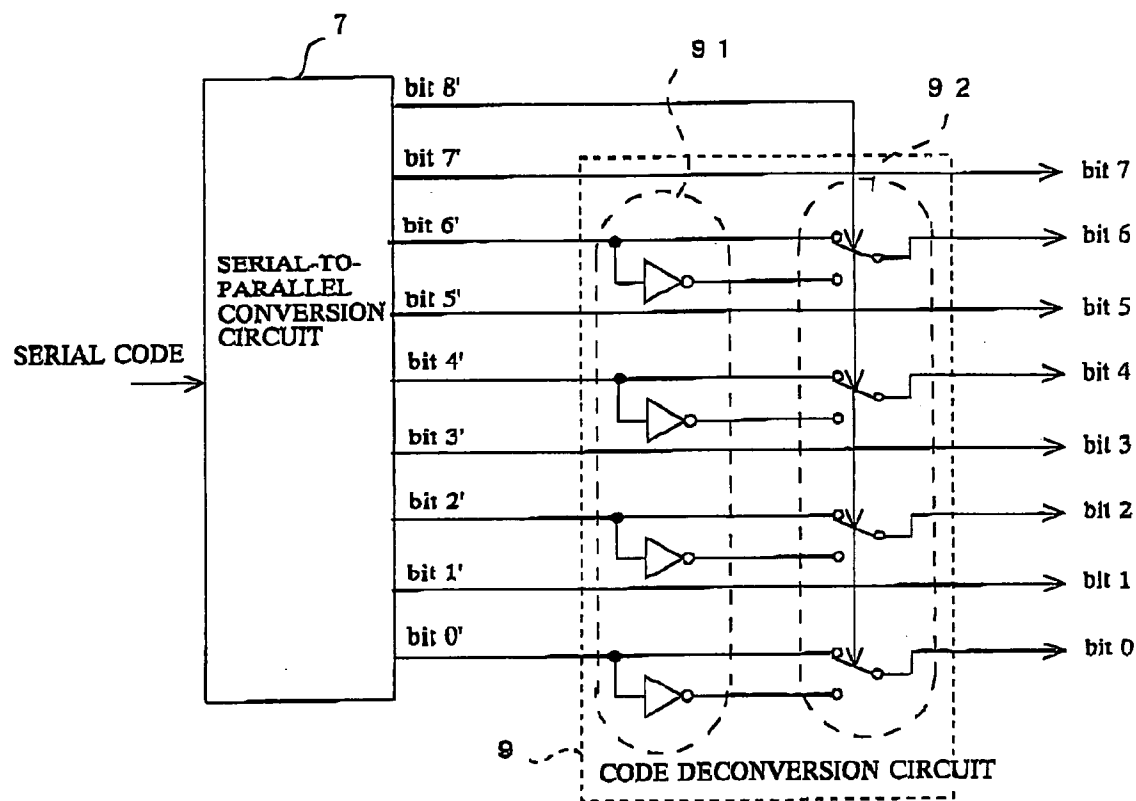 7
9 1
9 2
bit 8'
bit 7'
bit 7
bit 6'
bit 6
SERIAL-TO-
PARALLEL
CONVERSION
CIRCUIT
bit 5'
bit 5
SERIAL CODE
bit 4'
bit 4
bit 3'
bit 3
bit 2'
bit 2
bit 1'
bit 1
bit 0'
bit 0
9
CODE DECONVERSION CIRCUIT